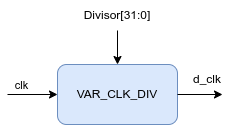 Divisor[31:0]
clk
VAR_CLK_DIV
d_clk